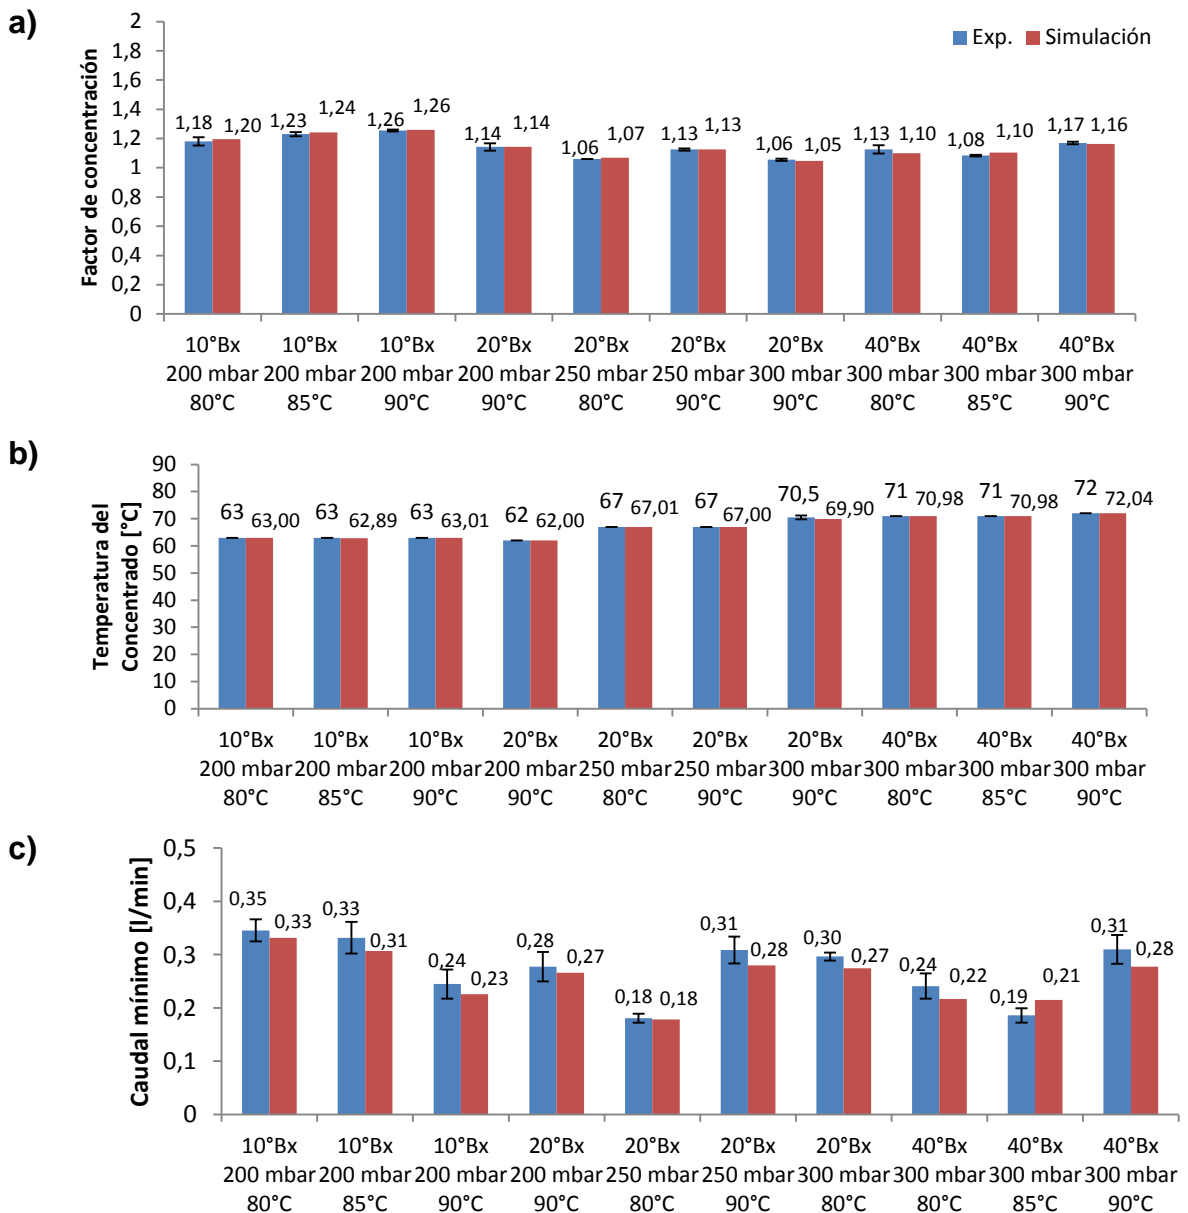 a)
Factor de concentración
2
1,8
1,6
1,4
1,2
1
0,8
0,6
0,4
0,2
0
Exp. Simulación
1,18 1,20 1,23 1,24 1,26 1,26 1,14 1,14 1,06 1,07 1,13 1,13 1,06 1,05 1,13 1,10 1,08 1,10 1,17 1,16
10°Bx 10°Bx 10°Bx 20°Bx 20°Bx 20°Bx 20°Bx 40°Bx 40°Bx 40°Bx
200 mbar 200 mbar 200 mbar 200 mbar 250 mbar 250 mbar 300 mbar 300 mbar 300 mbar 300 mbar
80°C 85°C 90°C 90°C 80°C 90°C 90°C 80°C 85°C 90°C
b)
Temperatura del
Concentrado [°C]
90
80
70
60
50
40
30
20
10
0
63 63,00 63 62,89 63 63,01 62 62,00 67 67,01 67 67,00 70,5 69,90 71 70,98 71 70,98 72 72,04
10°Bx 10°Bx 10°Bx 20°Bx 20°Bx 20°Bx 20°Bx 40°Bx 40°Bx 40°Bx
200 mbar 200 mbar 200 mbar 200 mbar 250 mbar 250 mbar 300 mbar 300 mbar 300 mbar 300 mbar
80°C 85°C 90°C 90°C 80°C 90°C 90°C 80°C 85°C 90°C
c)
Caudal mínimo [l/min]
0,5
0,4
0,3
0,2
0,1
0
0,35 0,33 0,33 0,31 0,24 0,23 0,28 0,27 0,18 0,18 0,31 0,28 0,30 0,27 0,24 0,22 0,19 0,21 0,31 0,28
10°Bx 10°Bx 10°Bx 20°Bx 20°Bx 20°Bx 20°Bx 40°Bx 40°Bx 40°Bx
200 mbar 200 mbar 200 mbar 200 mbar 250 mbar 250 mbar 300 mbar 300 mbar 300 mbar 300 mbar
80°C 85°C 90°C 90°C 80°C 90°C 80°C 80°C 85°C 90°C